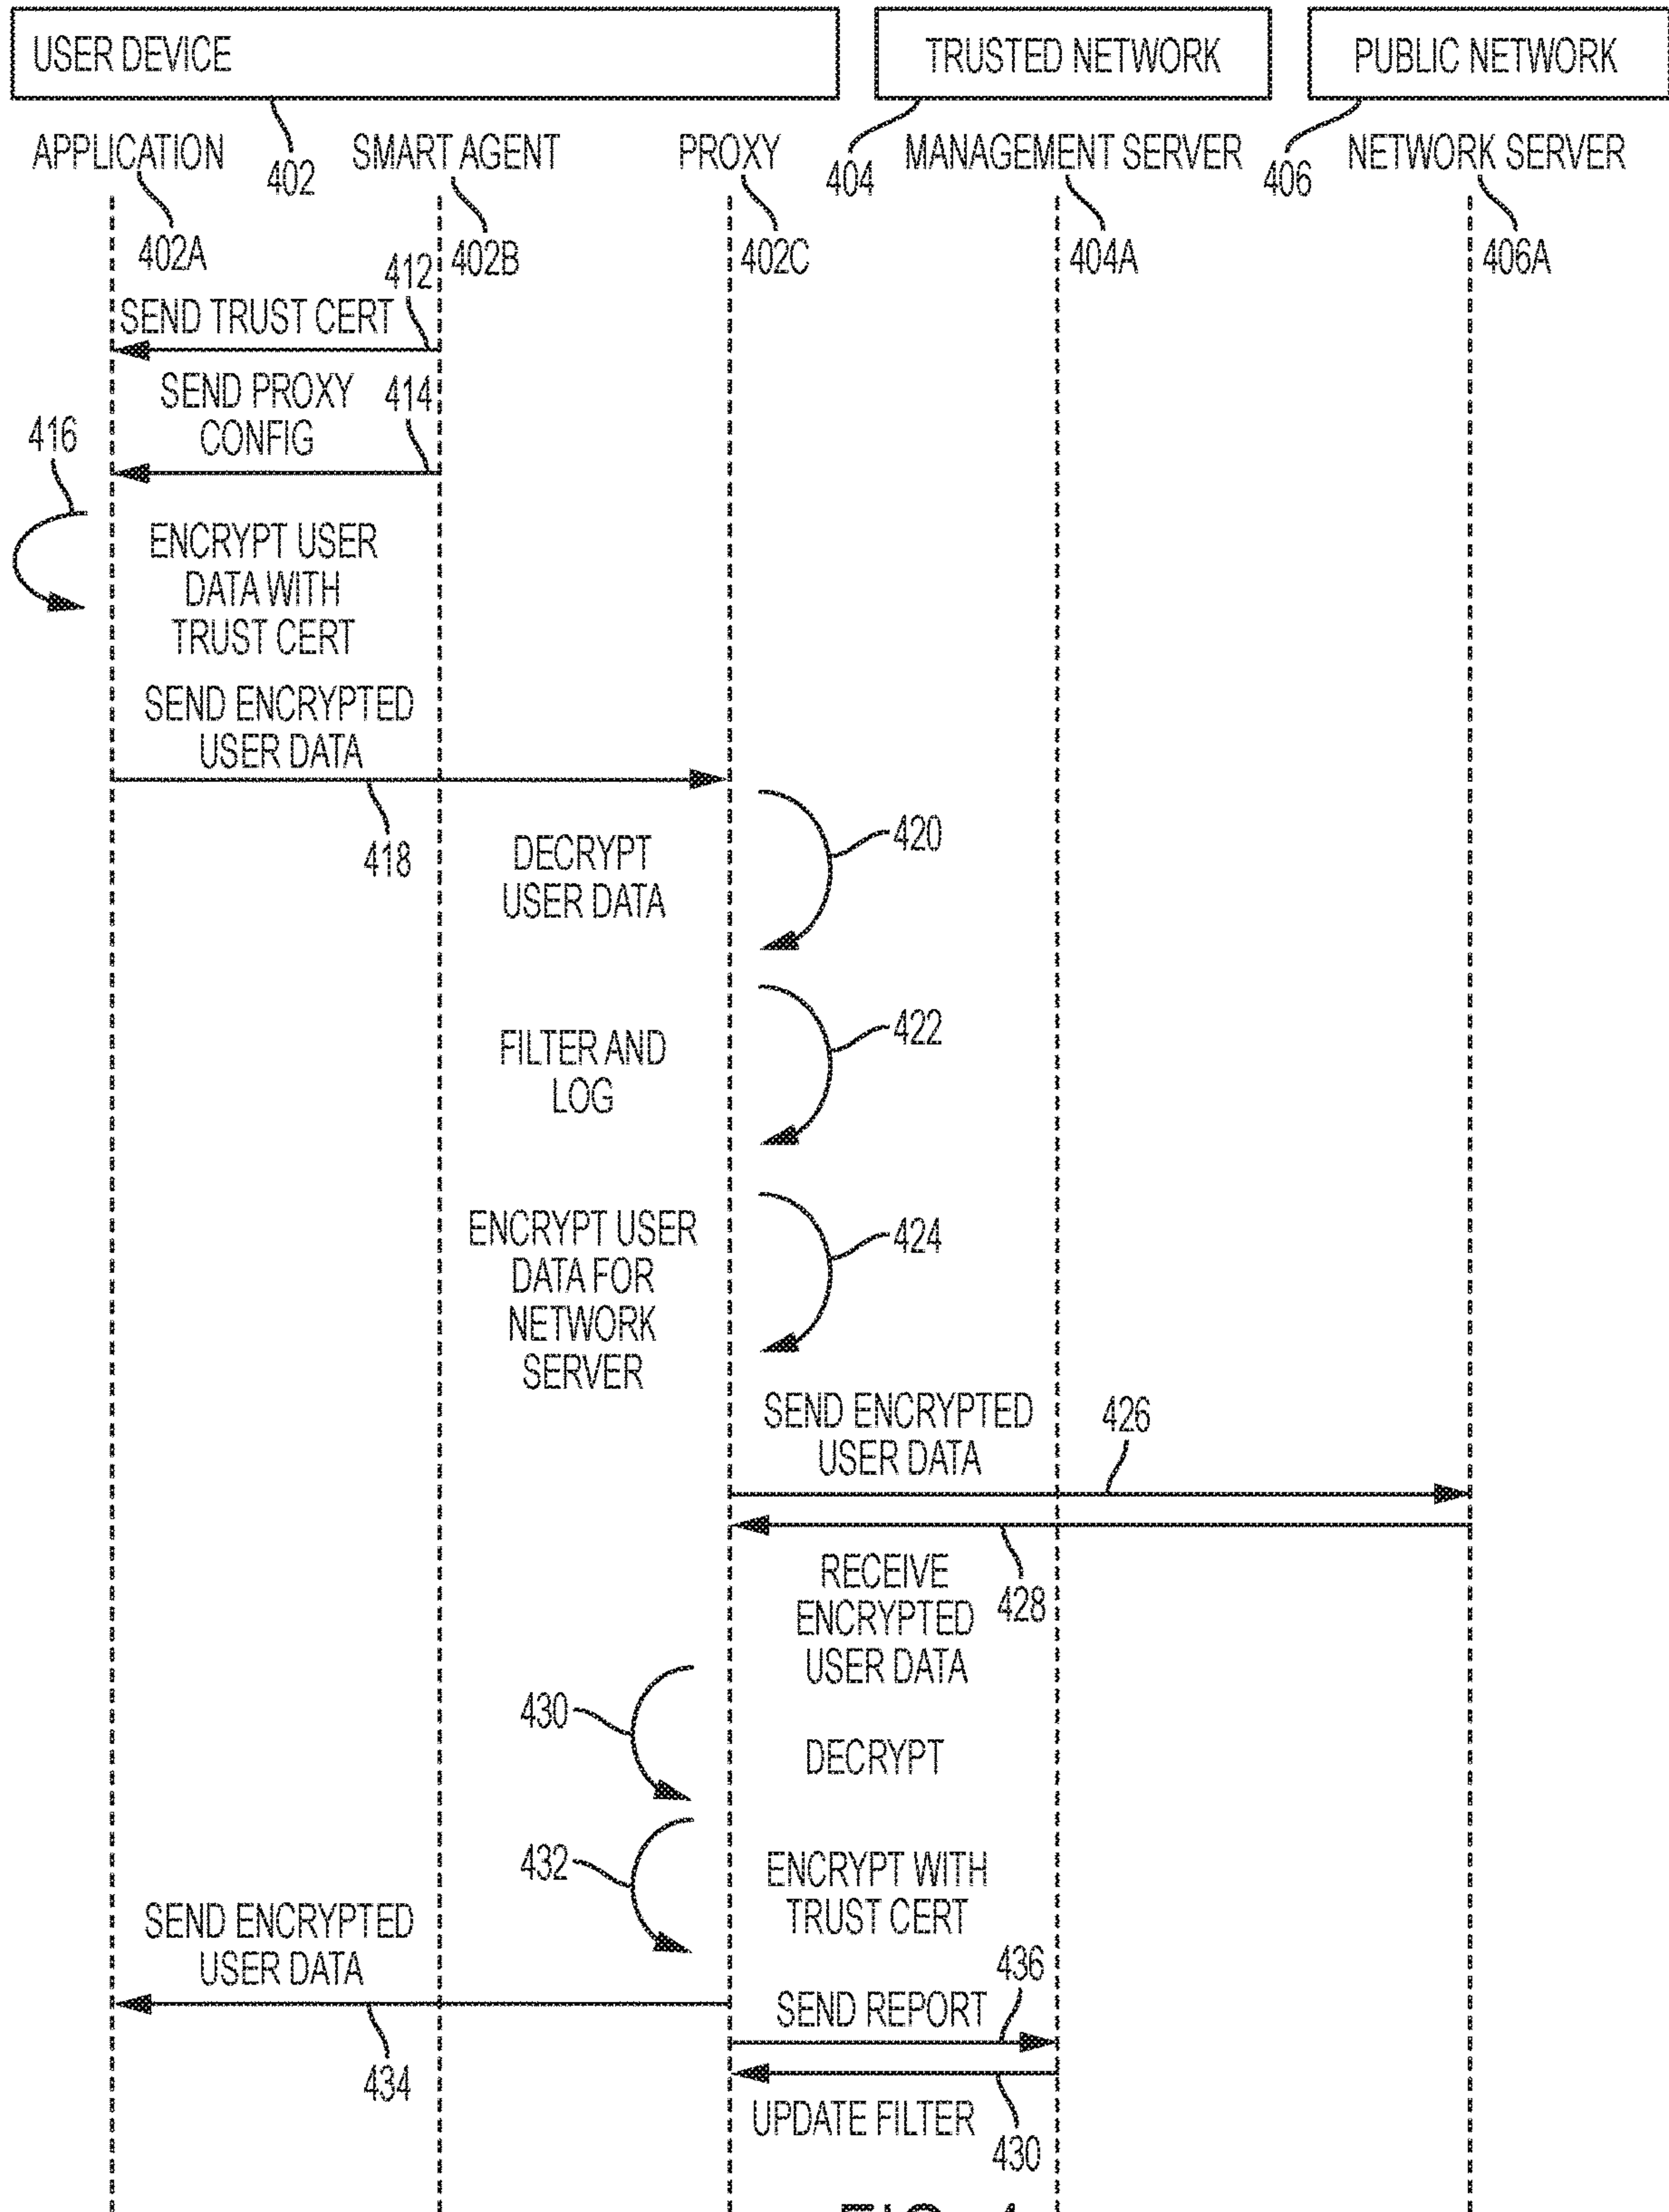 USER DEVICE
TRUSTED NETWORK
PUBLIC NETWORK
APPLICATION
402
SMART AGENT
PROXY
404
MANAGEMENT SERVER
406
NETWORK SERVER
402A
402B
402C
404A
406A
412
SEND TRUST CERT
SEND PROXY
CONFIG
414
416
ENCRYPT USER
DATA WITH
TRUST CERT
SEND ENCRYPTED
USER DATA
418
DECRYPT
USER DATA
420
FILTER AND
LOG
422
ENCRYPT USER
DATA FOR
NETWORK
SERVER
424
SEND ENCRYPTED
USER DATA
426
RECEIVE
ENCRYPTED
USER DATA
428
430
DECRYPT
432
ENCRYPT WITH
TRUST CERT
SEND ENCRYPTED
USER DATA
434
436
SEND REPORT
UPDATE FILTER
430